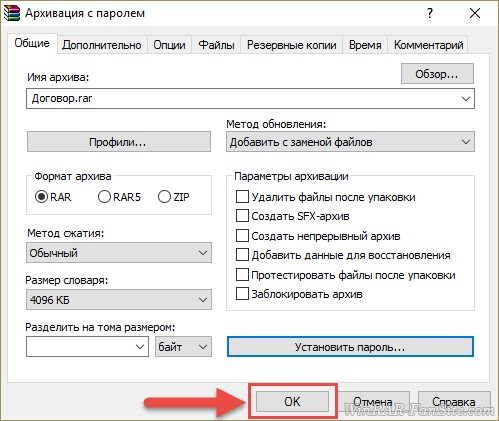 Архивация с паролем
Общие Дополнительно Опции Файлы Резервные копии Время Комментарий
Имя архива:
Обзор...
Договор.rar
Метод обновления:
Профили...
Добавить с заменой файлов
Формат архива
RAR RAR5 ZIP
Параметры архивации
Удалить файлы после упаковки
Создать SFX-архив
Создать непрерывный архив
Добавить данные для восстановления
Протестировать файлы после упаковки
Заблокировать архив
Метод сжатия:
Обычный
Размер словаря:
4096 КБ
Разделить на тома размером:
байт
Установить пароль...
OK Отмена Справка